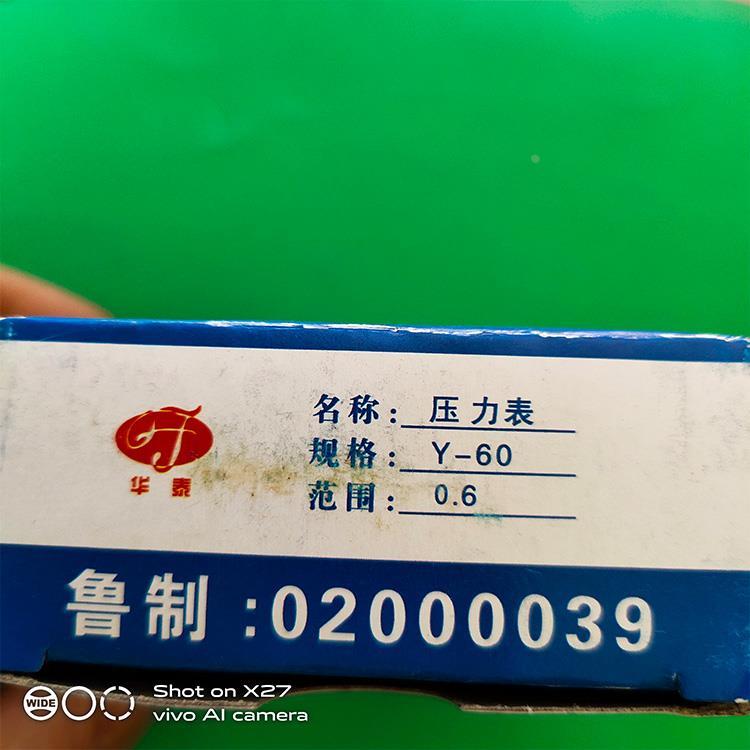 名称: 压力表
规格: Y-60
范围: 0.6
华泰
鲁制:02000039
WIDE
Shot on X27
vivo AI camera